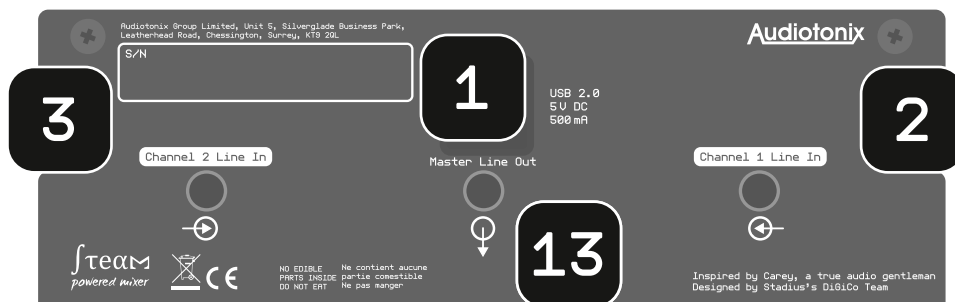 Audiotonix Group Limited, Unit 5, Silverglade Business Park,
Leatherhead Road, Chessington, Surrey, KT9 2QL
Audiotonix
S/N
3
1
USB 2.0
5V DC
500mA
2
Channel 2 Line In
Master Line Out
Channel 1 Line In
13
ʃTEAM
powered mixer
CE
NO EDIBLE
PARTS INSIDE
DO NOT EAT
Ne contient aucune
partie comestible
Ne pas manger
Inspired by Carey, a true audio gentleman
Designed by Stadius's DiGiCo Team